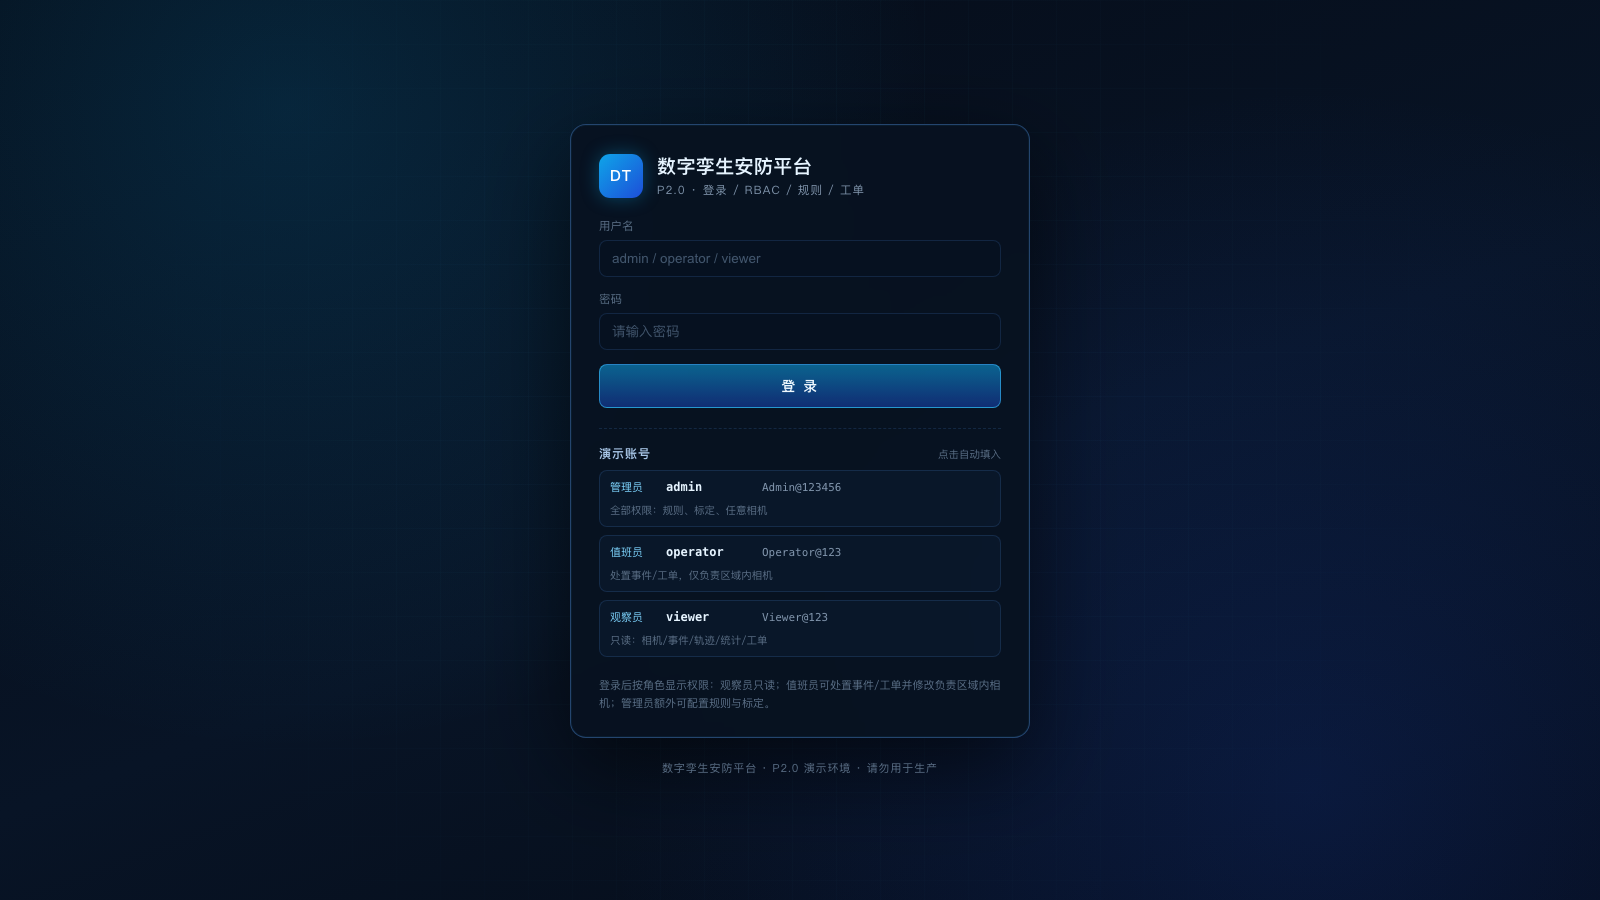 DT
数字孪生安防平台
P2.0 · 登录 / RBAC / 规则 / 工单
用户名
admin / operator / viewer
密码
请输入密码
登 录
演示账号 点击自动填入
管理员 admin Admin@123456
全部权限：规则、标定、任意相机
值班员 operator Operator@123
处置事件/工单，仅负责区域内相机
观察员 viewer Viewer@123
只读：相机/事件/轨迹/统计/工单
登录后按角色显示权限：观察员只读；值班员可处置事件/工单并修改负责区域内相
机；管理员额外可配置规则与标定。
数字孪生安防平台 · P2.0 演示环境 · 请勿用于生产